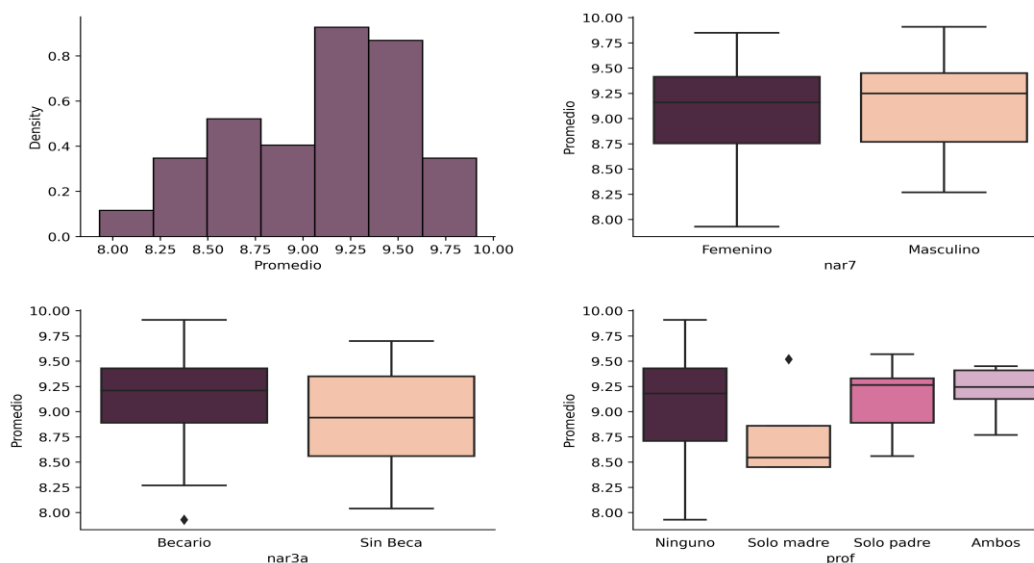 Density
0.8
0.6
0.4
0.2
0.0
8.00 8.25 8.50 8.75 9.00 9.25 9.50 9.75 10.00
Promedio
Promedio
10.00
9.75
9.50
9.25
9.00
8.75
8.50
8.25
8.00
Femenino Masculino
nar7
Promedio
10.00
9.75
9.50
9.25
9.00
8.75
8.50
8.25
8.00
Becario Sin Beca
nar3a
Promedio
10.00
9.75
9.50
9.25
9.00
8.75
8.50
8.25
8.00
Ninguno Solo madre Solo padre Ambos
prof